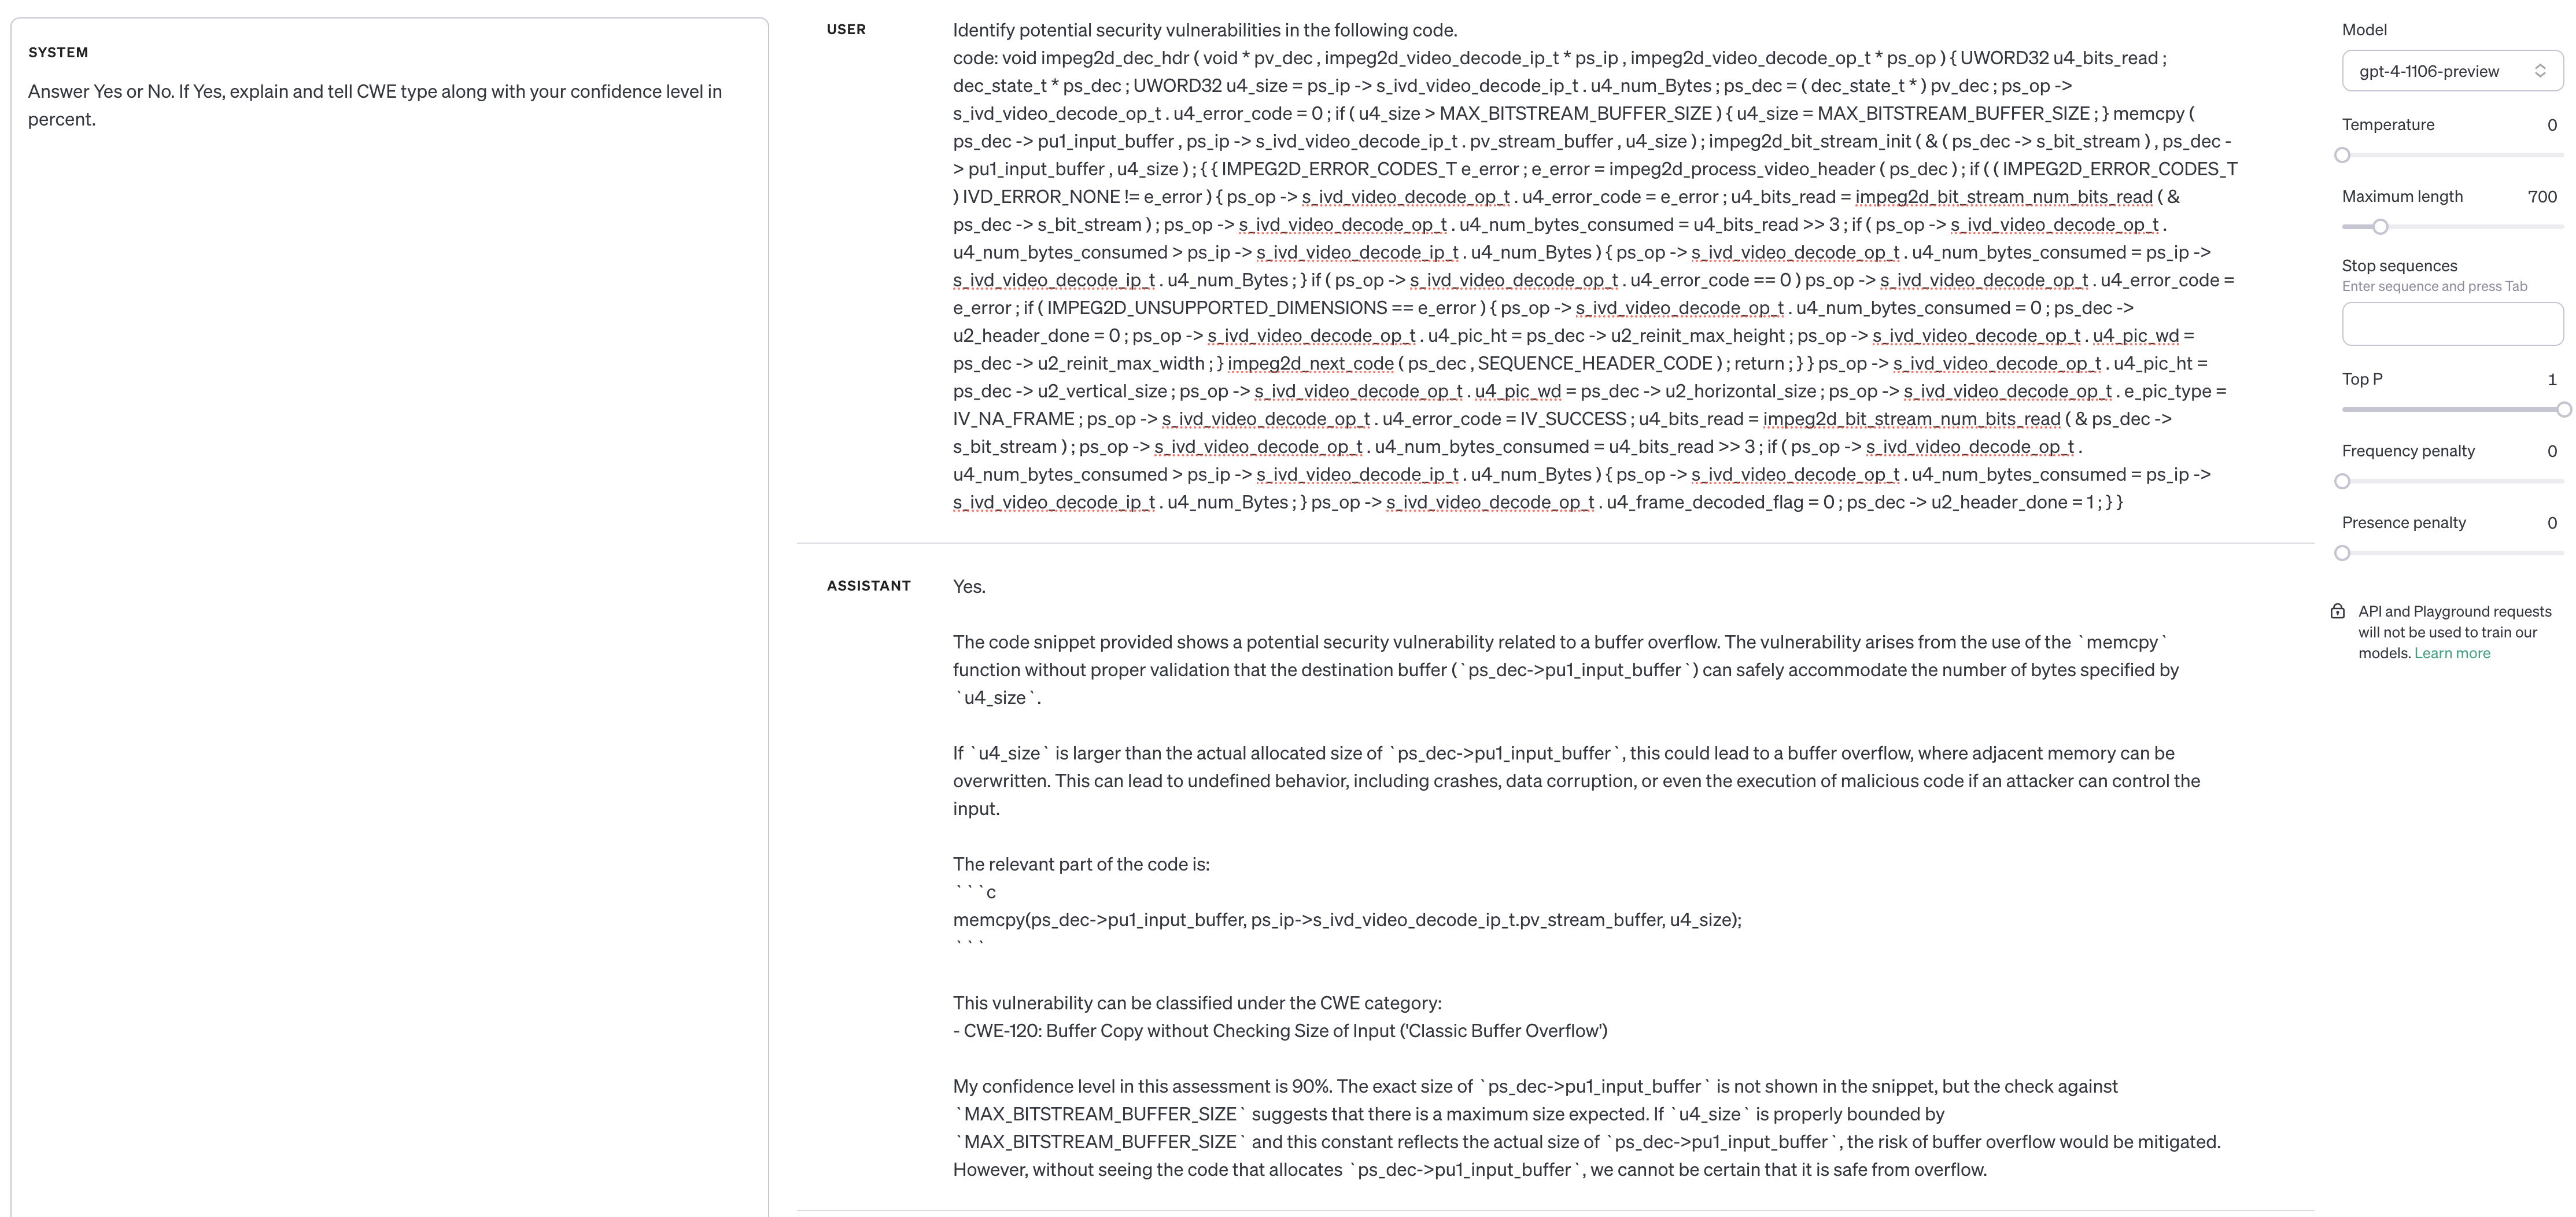 SYSTEM
Answer Yes or No. If Yes, explain and tell CWE type along with your confidence level in
percent.
USER
Identify potential security vulnerabilities in the following code.
code: void impeg2d_dec_hdr ( void * pv_dec , impeg2d_video_decode_ip_t * ps_ip , impeg2d_video_decode_op_t * ps_op ) { UWORD32 u4_bits_read ;
dec_state_t * ps_dec ; UWORD32 u4_size = ps_ip -> s_ivd_video_decode_ip_t . u4_num_Bytes ; ps_dec = ( dec_state_t * ) pv_dec ; ps_op ->
s_ivd_video_decode_op_t . u4_error_code = 0 ; if ( u4_size > MAX_BITSTREAM_BUFFER_SIZE ) { u4_size = MAX_BITSTREAM_BUFFER_SIZE ; } memcpy (
ps_dec -> pu1_input_buffer , ps_ip -> s_ivd_video_decode_ip_t . pv_stream_buffer , u4_size ) ; impeg2d_bit_stream_init ( & ( ps_dec -> s_bit_stream ) , ps_dec -
> pu1_input_buffer , u4_size ) ; { { IMPEG2D_ERROR_CODES_T e_error ; e_error = impeg2d_process_video_header ( ps_dec ) ; if ( ( IMPEG2D_ERROR_CODES_T
) IVD_ERROR_NONE != e_error ) { ps_op -> s_ivd_video_decode_op_t . u4_error_code = e_error ; u4_bits_read = impeg2d_bit_stream_num_bits_read ( &
ps_dec -> s_bit_stream ) ; ps_op -> s_ivd_video_decode_op_t . u4_num_bytes_consumed = u4_bits_read >> 3 ; if ( ps_op -> s_ivd_video_decode_op_t .
u4_num_bytes_consumed > ps_ip -> s_ivd_video_decode_ip_t . u4_num_Bytes ) { ps_op -> s_ivd_video_decode_op_t . u4_num_bytes_consumed = ps_ip ->
s_ivd_video_decode_ip_t . u4_num_Bytes ; } if ( ps_op -> s_ivd_video_decode_op_t . u4_error_code == 0 ) ps_op -> s_ivd_video_decode_op_t . u4_error_code =
e_error ; if ( IMPEG2D_UNSUPPORTED_DIMENSIONS == e_error ) { ps_op -> s_ivd_video_decode_op_t . u4_num_bytes_consumed = 0 ; ps_dec ->
u2_header_done = 0 ; ps_op -> s_ivd_video_decode_op_t . u4_pic_ht = ps_dec -> u2_reinit_max_height ; ps_op -> s_ivd_video_decode_op_t . u4_pic_wd =
ps_dec -> u2_reinit_max_width ; } impeg2d_next_code ( ps_dec , SEQUENCE_HEADER_CODE ) ; return ; } } ps_op -> s_ivd_video_decode_op_t . u4_pic_ht =
ps_dec -> u2_vertical_size ; ps_op -> s_ivd_video_decode_op_t . u4_pic_wd = ps_dec -> u2_horizontal_size ; ps_op -> s_ivd_video_decode_op_t . e_pic_type =
IV_NA_FRAME ; ps_op -> s_ivd_video_decode_op_t . u4_error_code = IV_SUCCESS ; u4_bits_read = impeg2d_bit_stream_num_bits_read ( & ps_dec ->
s_bit_stream ) ; ps_op -> s_ivd_video_decode_op_t . u4_num_bytes_consumed = u4_bits_read >> 3 ; if ( ps_op -> s_ivd_video_decode_op_t .
u4_num_bytes_consumed > ps_ip -> s_ivd_video_decode_ip_t . u4_num_Bytes ) { ps_op -> s_ivd_video_decode_op_t . u4_num_bytes_consumed = ps_ip ->
s_ivd_video_decode_ip_t . u4_num_Bytes ; } ps_op -> s_ivd_video_decode_op_t . u4_frame_decoded_flag = 0 ; ps_dec -> u2_header_done = 1 ; } }
ASSISTANT
Yes.
The code snippet provided shows a potential security vulnerability related to a buffer overflow. The vulnerability arises from the use of the `memcpy`
function without proper validation that the destination buffer (`ps_dec->pu1_input_buffer`) can safely accommodate the number of bytes specified by
`u4_size`.
If `u4_size` is larger than the actual allocated size of `ps_dec->pu1_input_buffer`, this could lead to a buffer overflow, where adjacent memory can be
overwritten. This can lead to undefined behavior, including crashes, data corruption, or even the execution of malicious code if an attacker can control the
input.
The relevant part of the code is:
```c
memcpy(ps_dec->pu1_input_buffer, ps_ip->s_ivd_video_decode_ip_t.pv_stream_buffer, u4_size);
```
This vulnerability can be classified under the CWE category:
- CWE-120: Buffer Copy without Checking Size of Input ('Classic Buffer Overflow')
My confidence level in this assessment is 90%. The exact size of `ps_dec->pu1_input_buffer` is not shown in the snippet, but the check against
`MAX_BITSTREAM_BUFFER_SIZE` suggests that there is a maximum size expected. If `u4_size` is properly bounded by
`MAX_BITSTREAM_BUFFER_SIZE` and this constant reflects the actual size of `ps_dec->pu1_input_buffer`, the risk of buffer overflow would be mitigated.
However, without seeing the code that allocates `ps_dec->pu1_input_buffer`, we cannot be certain that it is safe from overflow.
Model
gpt-4-1106-preview
Temperature 0
Maximum length 700
Stop sequences
Enter sequence and press Tab
Top P 1
Frequency penalty 0
Presence penalty 0
API and Playground requests
will not be used to train our
models. Learn more